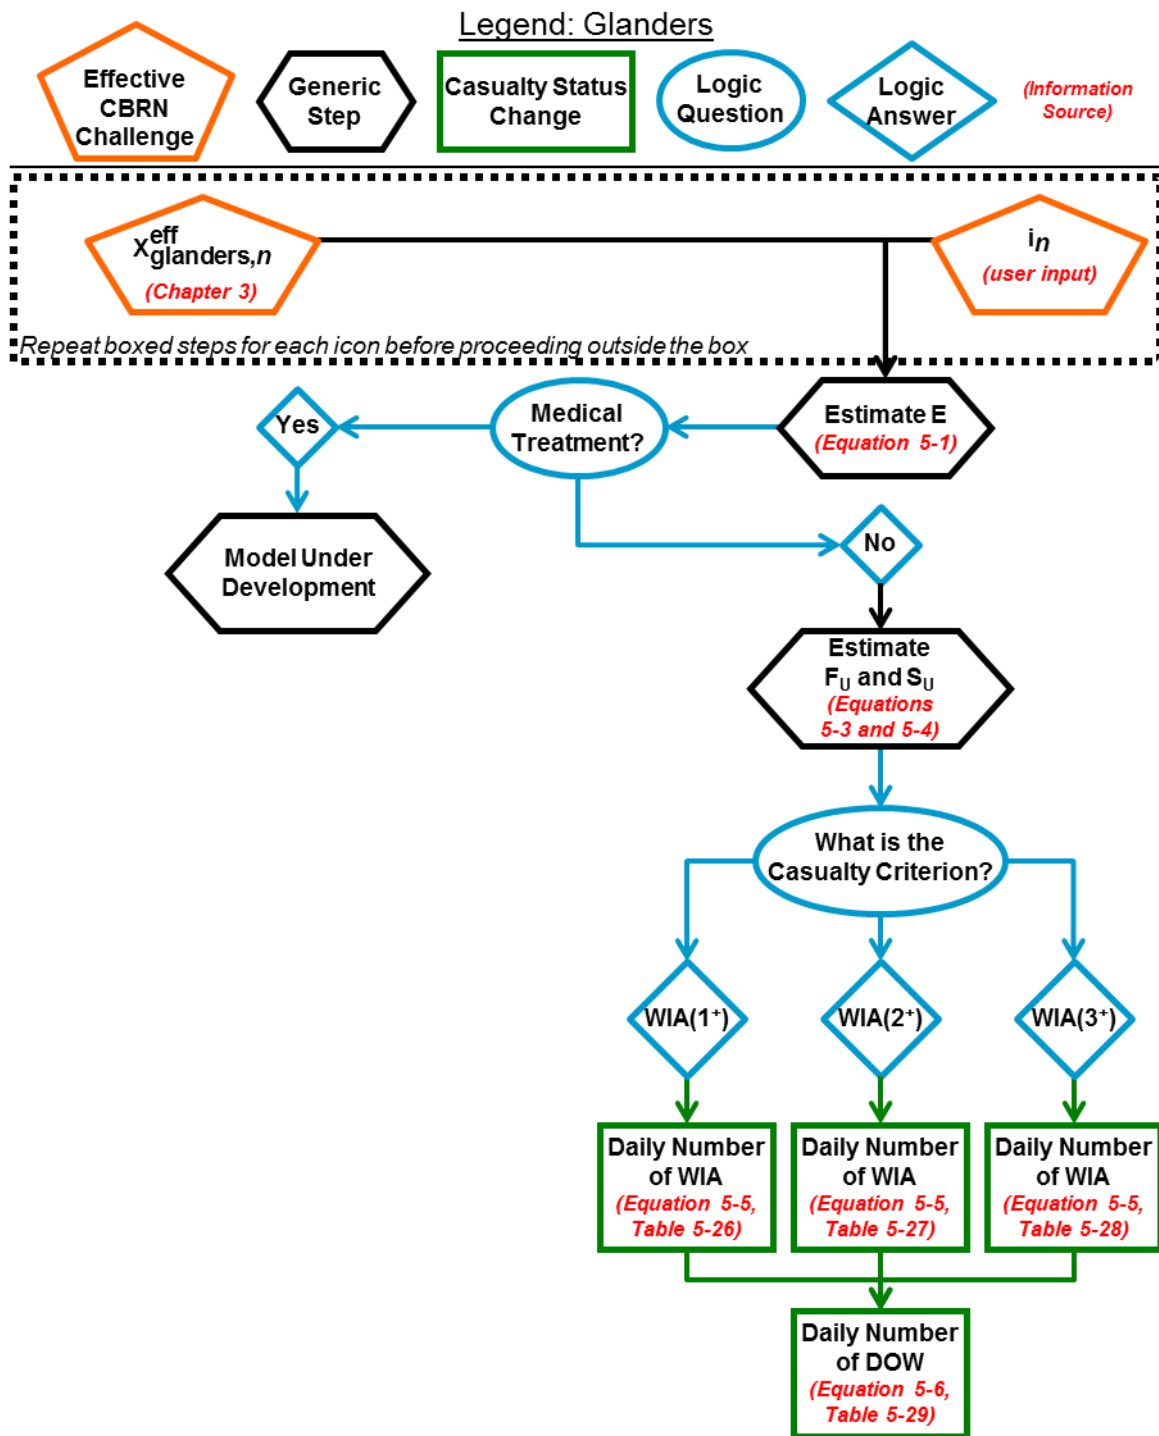 Legend: Glanders
Effective
CBRN
Challenge
Generic
Step
Casualty Status
Change
Logic
Question
Logic
Answer
(Information
Source)
X^eff_glanders,n
(Chapter 3)
i_n
(user input)
Repeat boxed steps for each icon before proceeding outside the box
Yes
Medical
Treatment?
Estimate E
(Equation 5-1)
Model Under
Development
No
Estimate
F_U and S_U
(Equations
5-3 and 5-4)
What is the
Casualty Criterion?
WIA(1⁺)
WIA(2⁺)
WIA(3⁺)
Daily Number
of WIA
(Equation 5-5,
Table 5-26)
Daily Number
of WIA
(Equation 5-5,
Table 5-27)
Daily Number
of WIA
(Equation 5-5,
Table 5-28)
Daily Number
of DOW
(Equation 5-6,
Table 5-29)